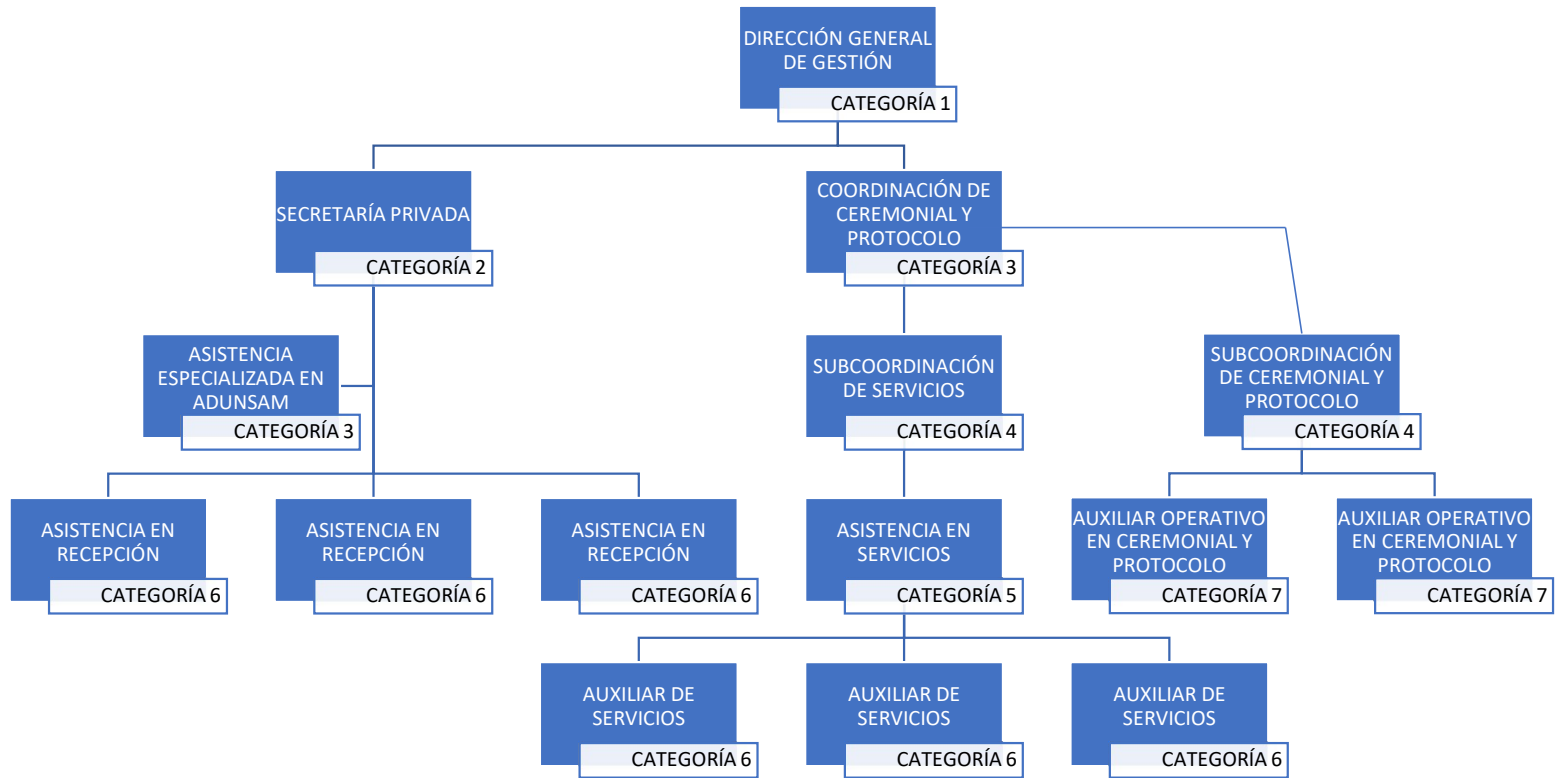 DIRECCIÓN GENERAL
DE GESTIÓN
CATEGORÍA 1
SECRETARÍA PRIVADA
CATEGORÍA 2
COORDINACIÓN DE
CEREMONIAL Y
PROTOCOLO
CATEGORÍA 3
ASISTENCIA
ESPECIALIZADA EN
ADUNSAM
CATEGORÍA 3
SUBCOORDINACIÓN
DE SERVICIOS
CATEGORÍA 4
SUBCOORDINACIÓN
DE CEREMONIAL Y
PROTOCOLO
CATEGORÍA 4
ASISTENCIA EN
RECEPCIÓN
CATEGORÍA 6
ASISTENCIA EN
RECEPCIÓN
CATEGORÍA 6
ASISTENCIA EN
RECEPCIÓN
CATEGORÍA 6
ASISTENCIA EN
SERVICIOS
CATEGORÍA 5
AUXILIAR OPERATIVO
EN CEREMONIAL Y
PROTOCOLO
CATEGORÍA 7
AUXILIAR OPERATIVO
EN CEREMONIAL Y
PROTOCOLO
CATEGORÍA 7
AUXILIAR DE
SERVICIOS
CATEGORÍA 6
AUXILIAR DE
SERVICIOS
CATEGORÍA 6
AUXILIAR DE
SERVICIOS
CATEGORÍA 6